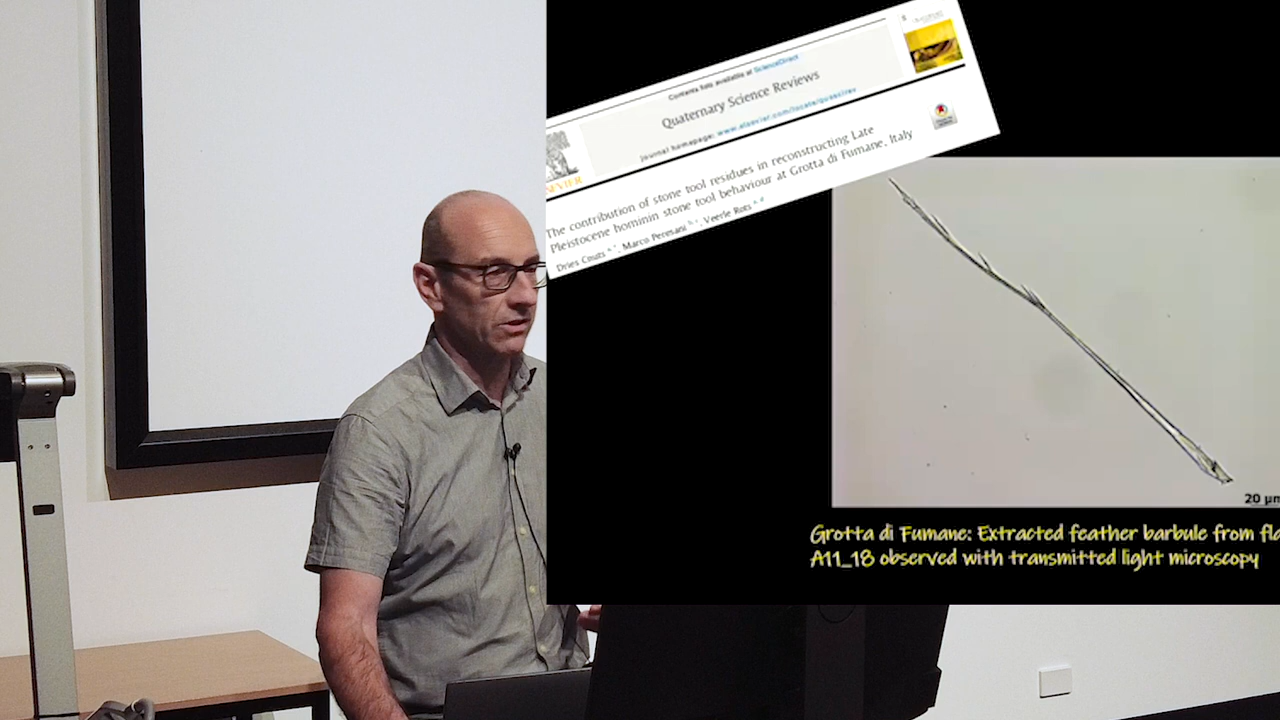 Contents lists available at ScienceDirect
Quaternary Science Reviews
journal homepage: www.elsevier.com/locate/quascirev
SEVIER
The contribution of stone tool residues in reconstructing Late
Pleistocene hominin stone tool behaviour at Grotta di Fumane, Italy
Dries Cnuts a, *, Marco Peresani b, c, Veerle Rots a, d
20 µm
Grotta di Fumane: Extracted feather barbule from fla
A11_18 observed with transmitted light microscopy